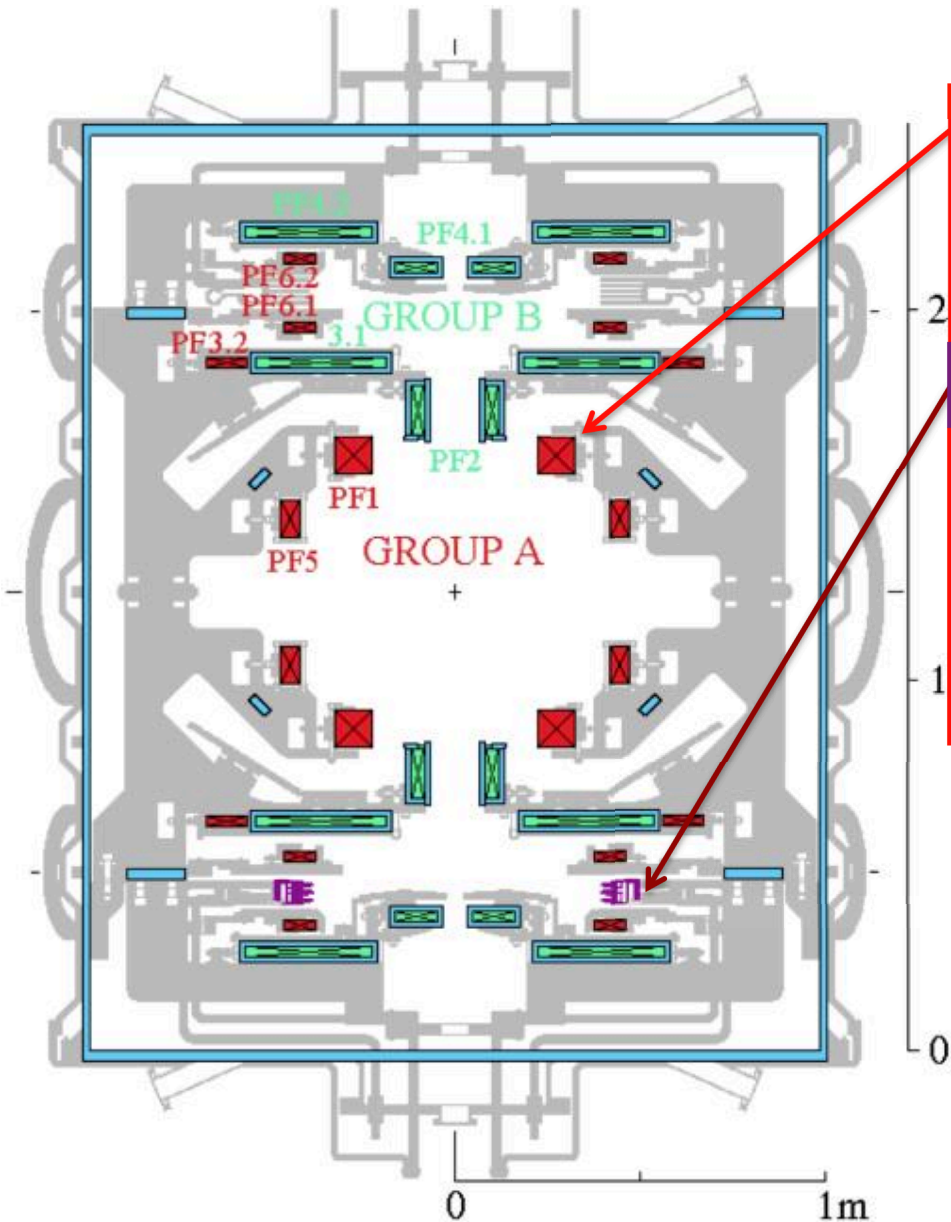 PF4.2
PF4.1
PF6.2
PF6.1
GROUP B
2
PF3.2
3.1
PF2
PF1
GROUP A
PF5
1
0
0
1m